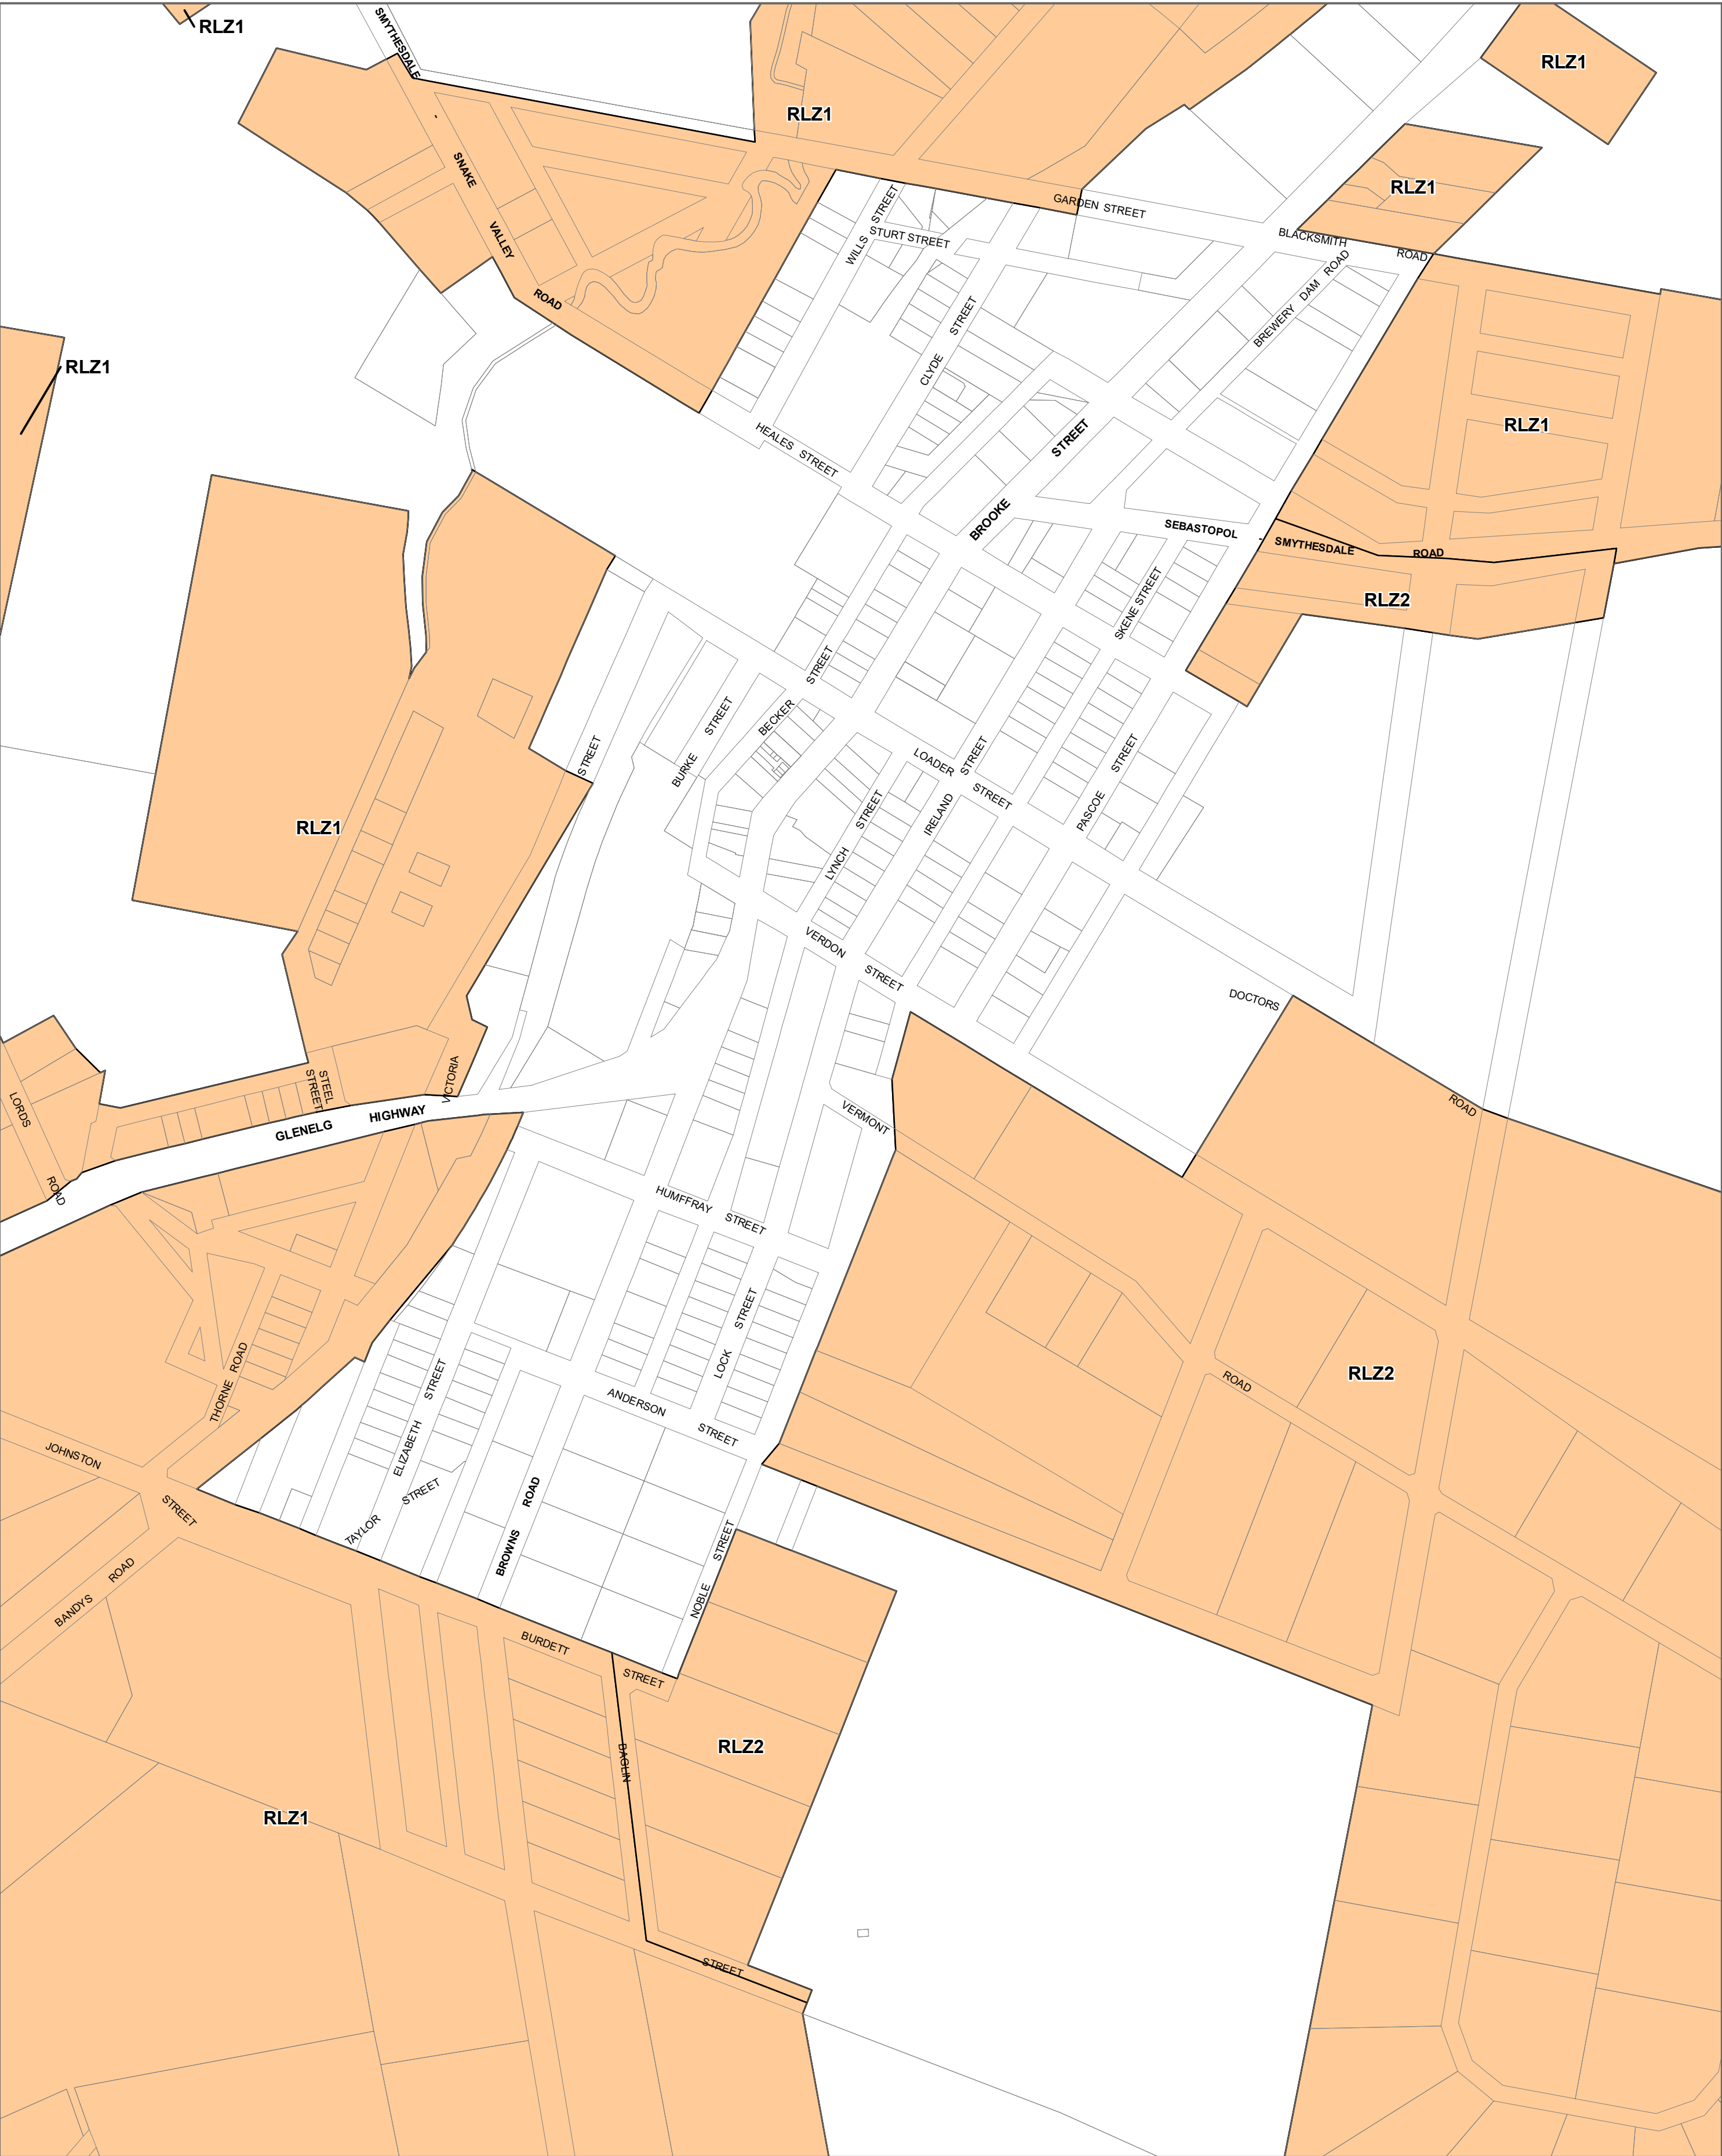 RLZ1
SMYTHESDALE
-
SNAKE
VALLEY
ROAD
RLZ1
RLZ1
RLZ1
GARDEN STREET
BLACKSMITH
ROAD
WILLS STREET
STURT STREET
CLYDE STREET
BREWERY DAM ROAD
RLZ1
RLZ1
HEALES STREET
BROOKE STREET
SEBASTOPOL - SMYTHESDALE ROAD
RLZ2
SKENE STREET
STREET
BECKER
BURKE STREET
STREET
VICTORIA
LOADER
STREET
IRELAND STREET
PASCOE STREET
LYNCH STREET
RLZ1
VERDON
STREET
DOCTORS
ROAD
VERMONT
ROAD
STEEL
STREET
LORDS
ROAD
GLENELG HIGHWAY
HUMFFRAY
STREET
LOCK STREET
RLZ2
THORNE ROAD
ELIZABETH STREET
ANDERSON
STREET
JOHNSTON
STREET
TAYLOR STREET
BROWNS ROAD
NOBLE STREET
BANDYS ROAD
BURDETT
STREET
RLZ2
BAGLIN
STREET
RLZ1